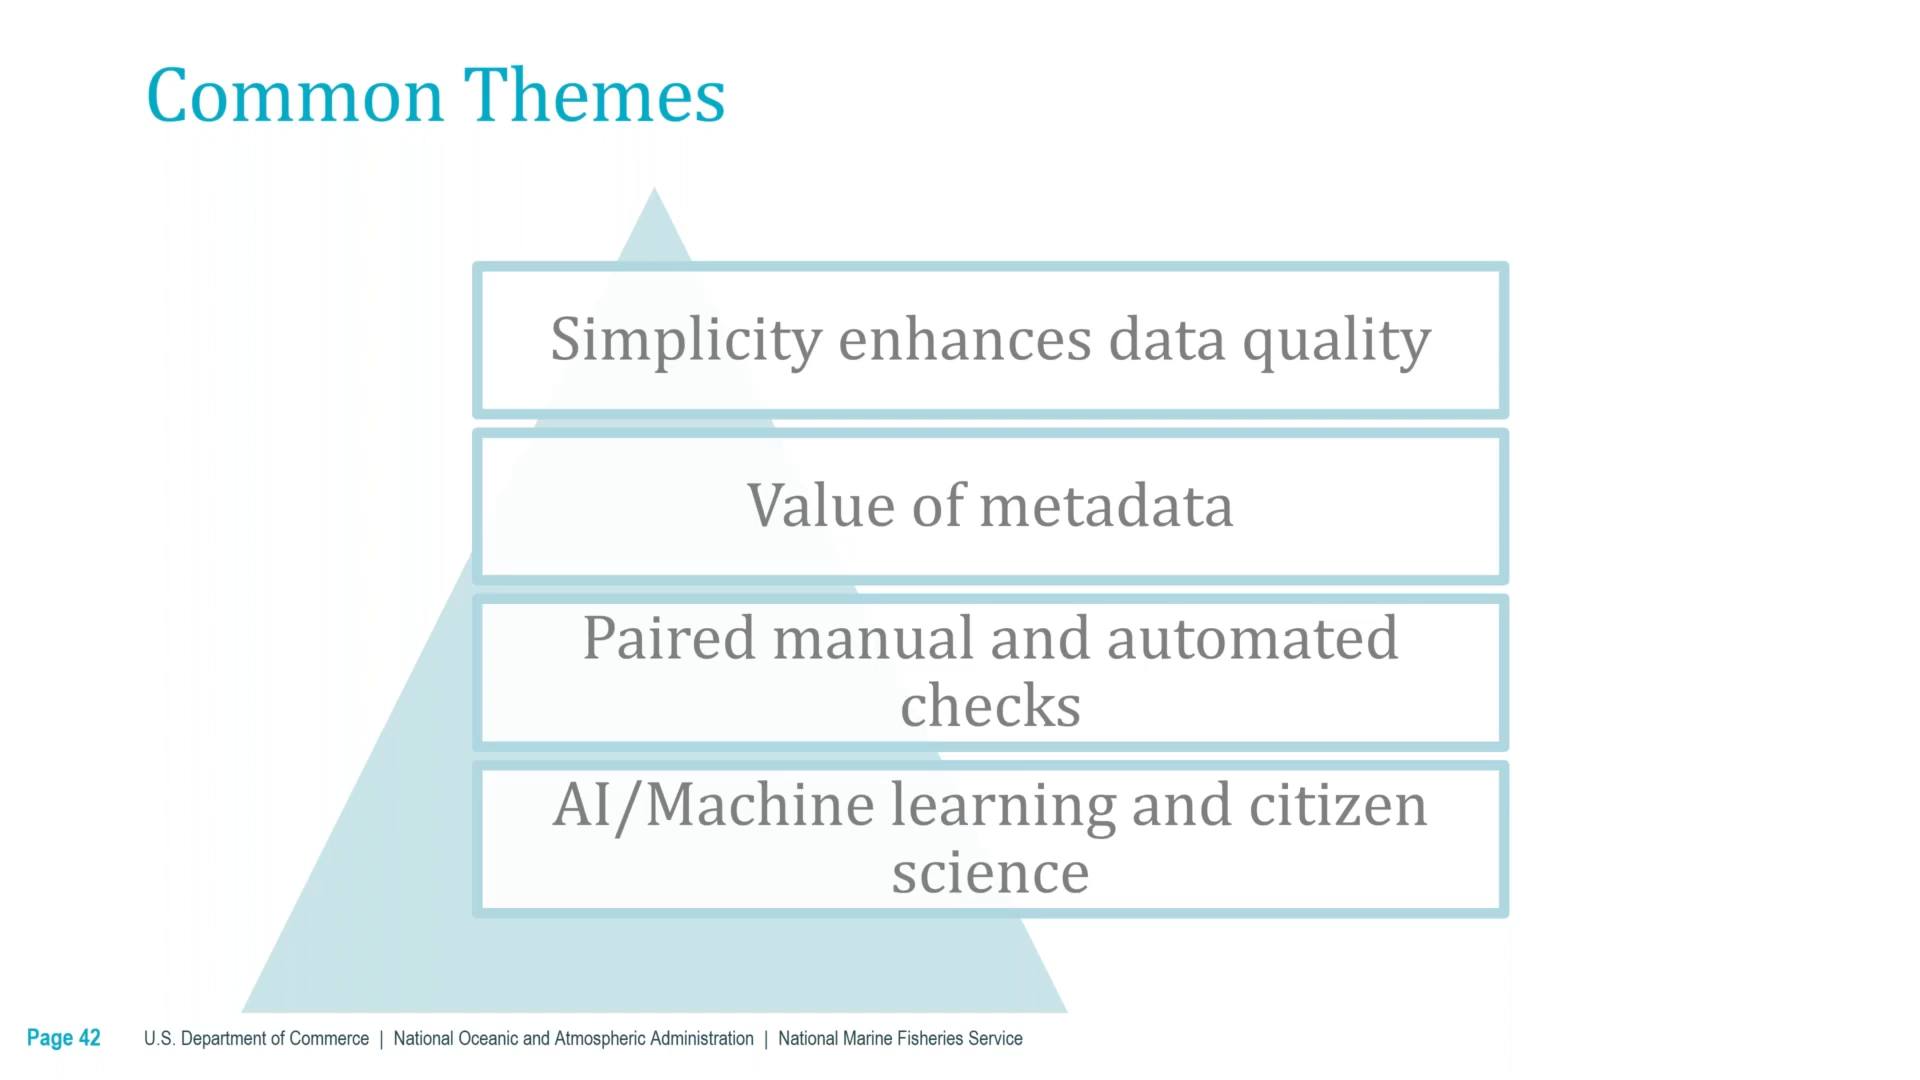 Common Themes
Simplicity enhances data quality
Value of metadata
Paired manual and automated
checks
AI/Machine learning and citizen
science
Page 42
U.S. Department of Commerce | National Oceanic and Atmospheric Administration | National Marine Fisheries Service